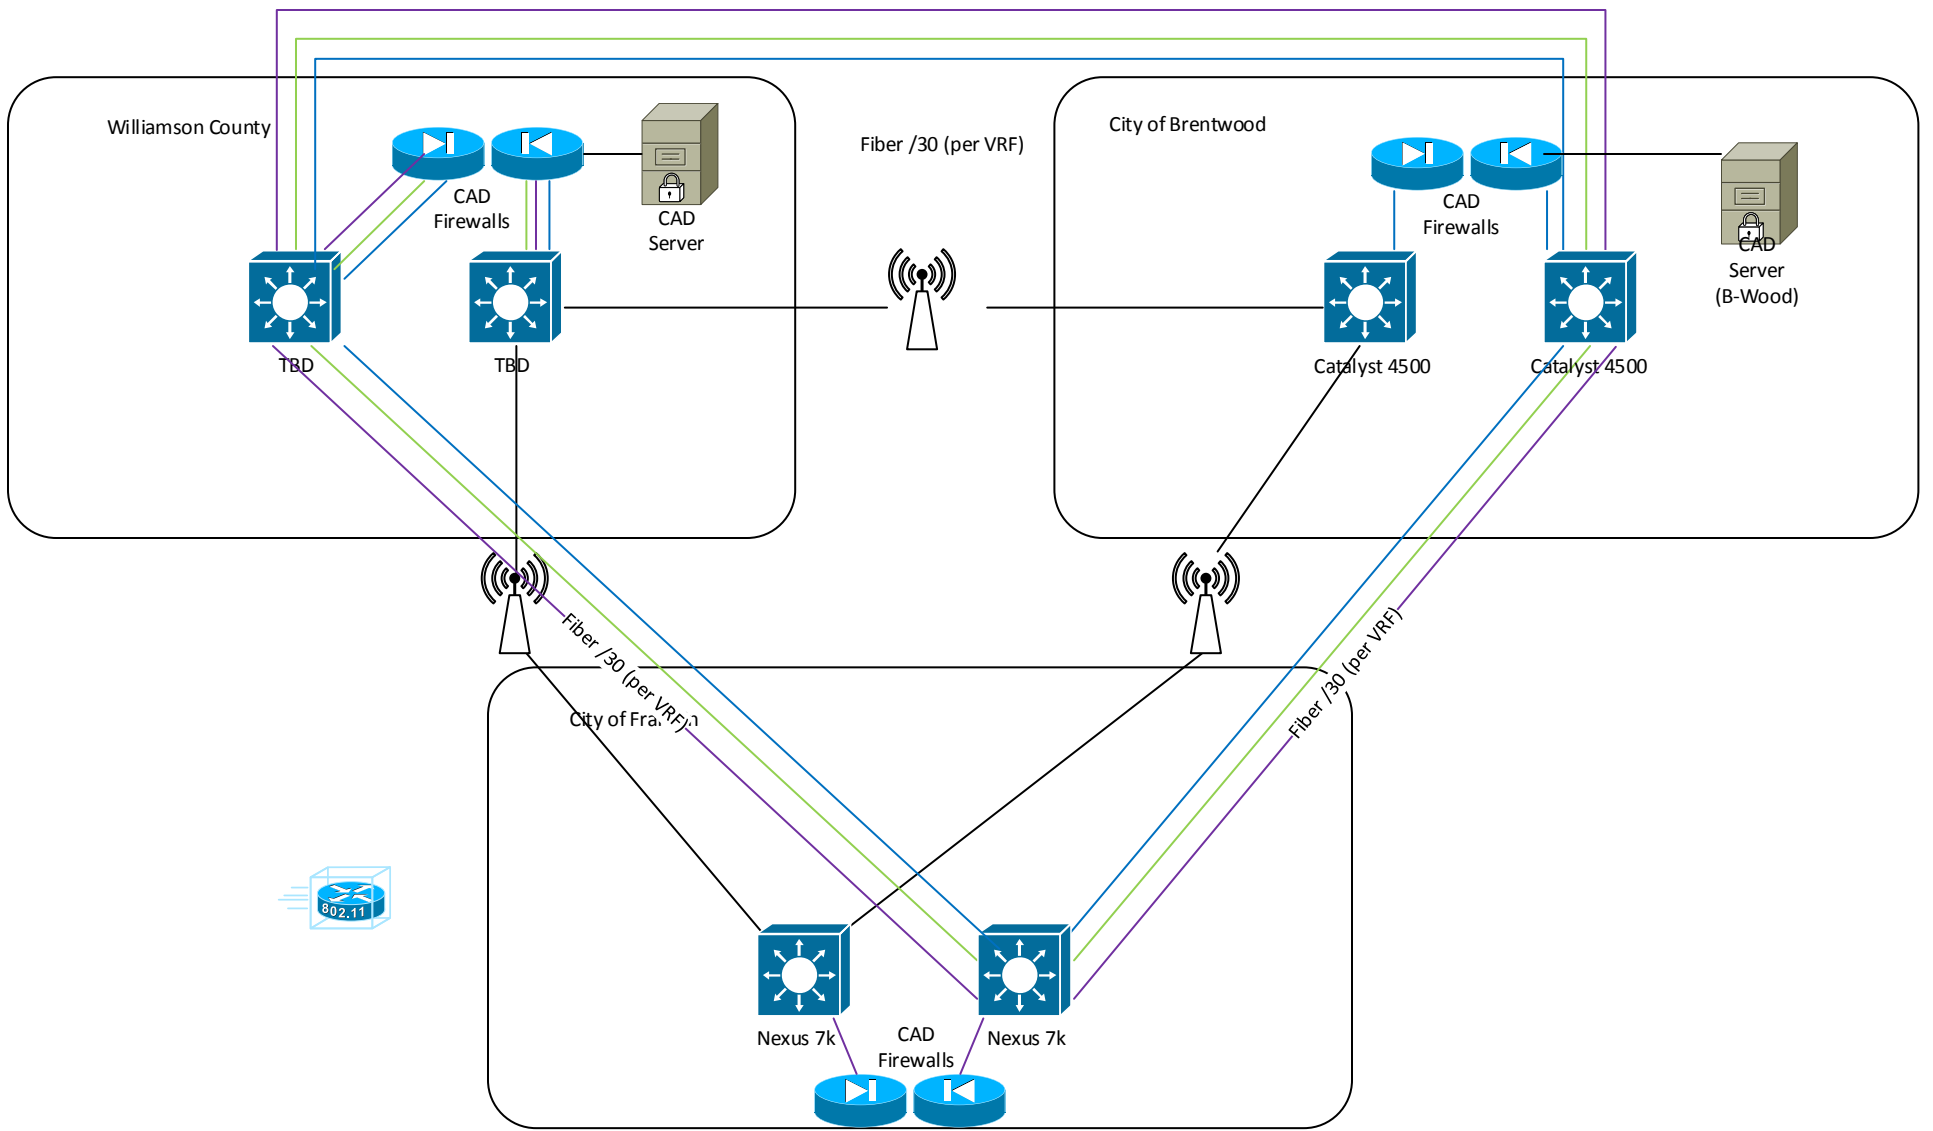 Williamson County
CAD
Firewalls
CAD
Server
Fiber /30 (per VRF)
City of Brentwood
CAD
Firewalls
CAD
Server
(B-Wood)
TBD
TBD
Catalyst 4500
Catalyst 4500
Fiber /30 (per VRF)
Fiber /30 (per VRF)
City of
802.11
Nexus 7k
CAD
Firewalls
Nexus 7k